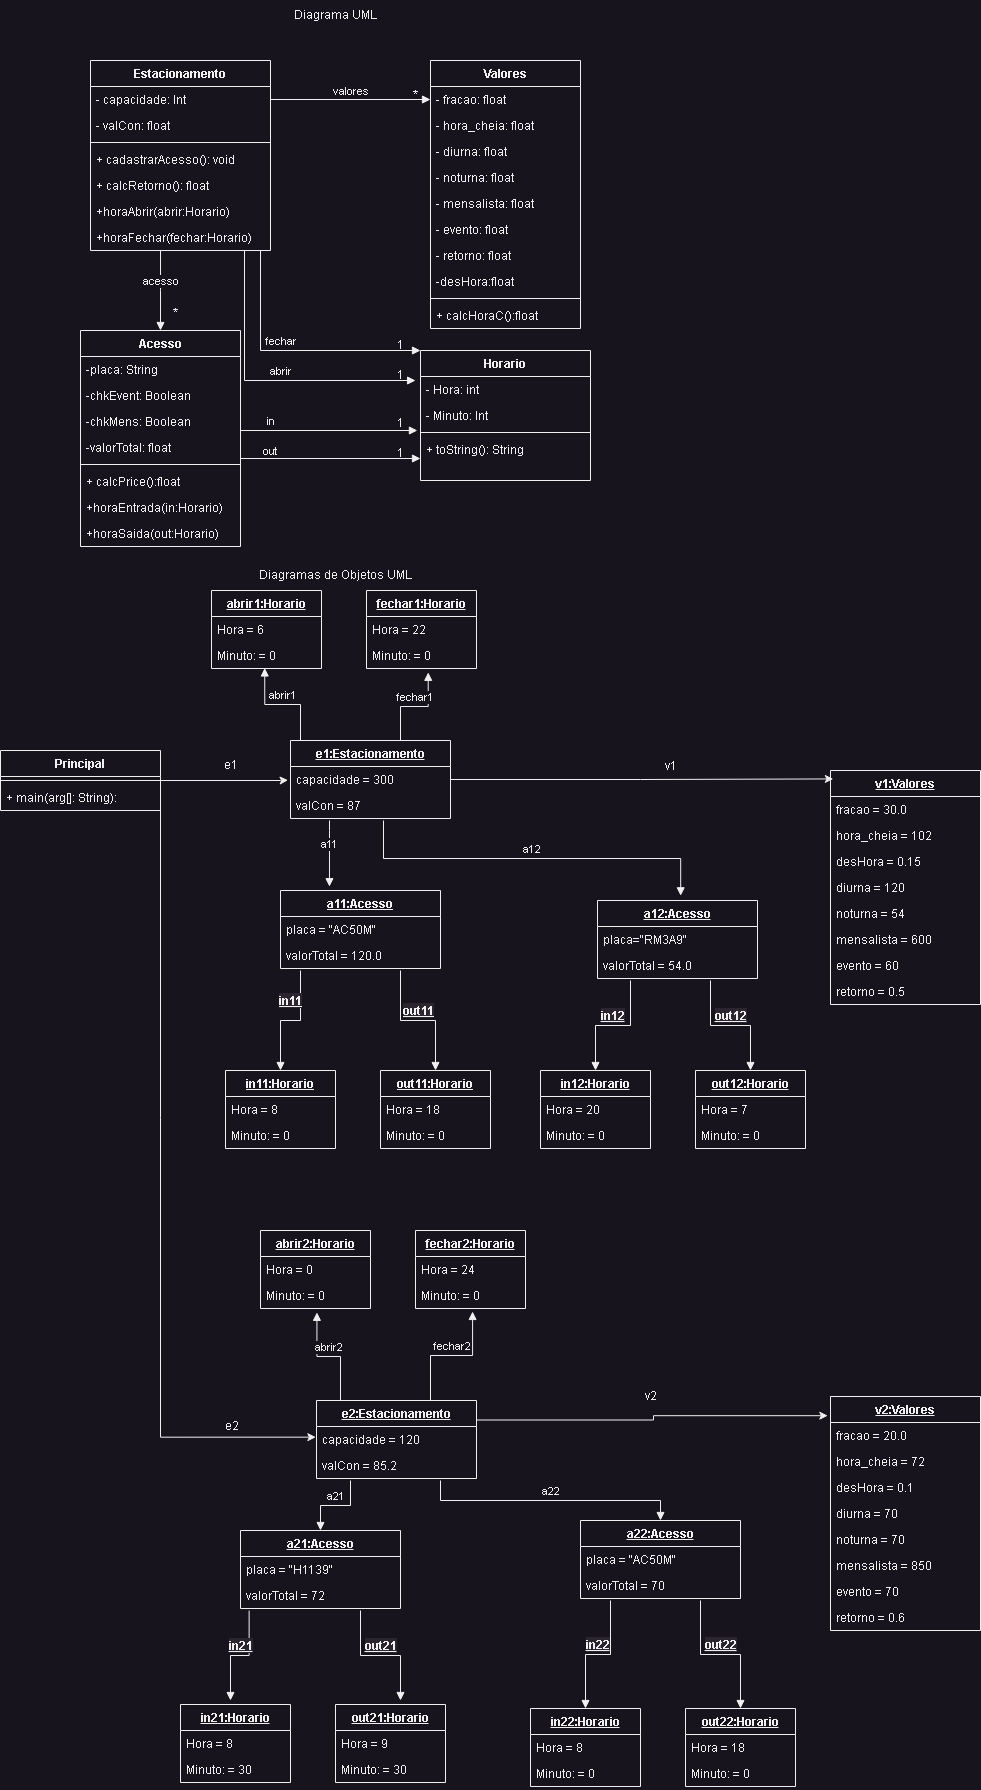 Diagrama UML
Estacionamento
- capacidade: Int
- valCon: float
+ cadastrarAcesso(): void
+ calcRetorno(): float
+horaAbrir(abrir:Horario)
+horaFechar(fechar:Horario)
valores
*
Valores
- fracao: float
- hora_cheia: float
- diurna: float
- noturna: float
- mensalista: float
- evento: float
- retorno: float
-desHora:float
+ calcHoraC():float
acesso
*
Acesso
-placa: String
-chkEvent: Boolean
-chkMens: Boolean
-valorTotal: float
+ calcPrice():float
+horaEntrada(in:Horario)
+horaSaida(out:Horario)
fechar
1
abrir
1
in
1
out
1
Horario
- Hora: int
- Minuto: Int
+ toString(): String
Diagramas de Objetos UML
abrir1:Horario
Hora = 6
Minuto: = 0
fechar1:Horario
Hora = 22
Minuto: = 0
abrir1
fechar1
Principal
+ main(arg[]: String):
e1
e1:Estacionamento
capacidade = 300
valCon = 87
v1
v1:Valores
fracao = 30.0
hora_cheia = 102
desHora = 0.15
diurna = 120
noturna = 54
mensalista = 600
evento = 60
retorno = 0.5
a11
a12
a11:Acesso
placa = "AC50M"
valorTotal = 120.0
a12:Acesso
placa="RM3A9"
valorTotal = 54.0
in11
out11
in12
out12
in11:Horario
Hora = 8
Minuto: = 0
out11:Horario
Hora = 18
Minuto: = 0
in12:Horario
Hora = 20
Minuto: = 0
out12:Horario
Hora = 7
Minuto: = 0
abrir2:Horario
Hora = 0
Minuto: = 0
fechar2:Horario
Hora = 24
Minuto: = 0
abrir2
fechar2
e2
e2:Estacionamento
capacidade = 120
valCon = 85.2
v2
v2:Valores
fracao = 20.0
hora_cheia = 72
desHora = 0.1
diurna = 70
noturna = 70
mensalista = 850
evento = 70
retorno = 0.6
a21
a22
a21:Acesso
placa = "H1139"
valorTotal = 72
a22:Acesso
placa = "AC50M"
valorTotal = 70
in21
out21
in22
out22
in21:Horario
Hora = 8
Minuto: = 30
out21:Horario
Hora = 9
Minuto: = 30
in22:Horario
Hora = 8
Minuto: = 0
out22:Horario
Hora = 18
Minuto: = 0